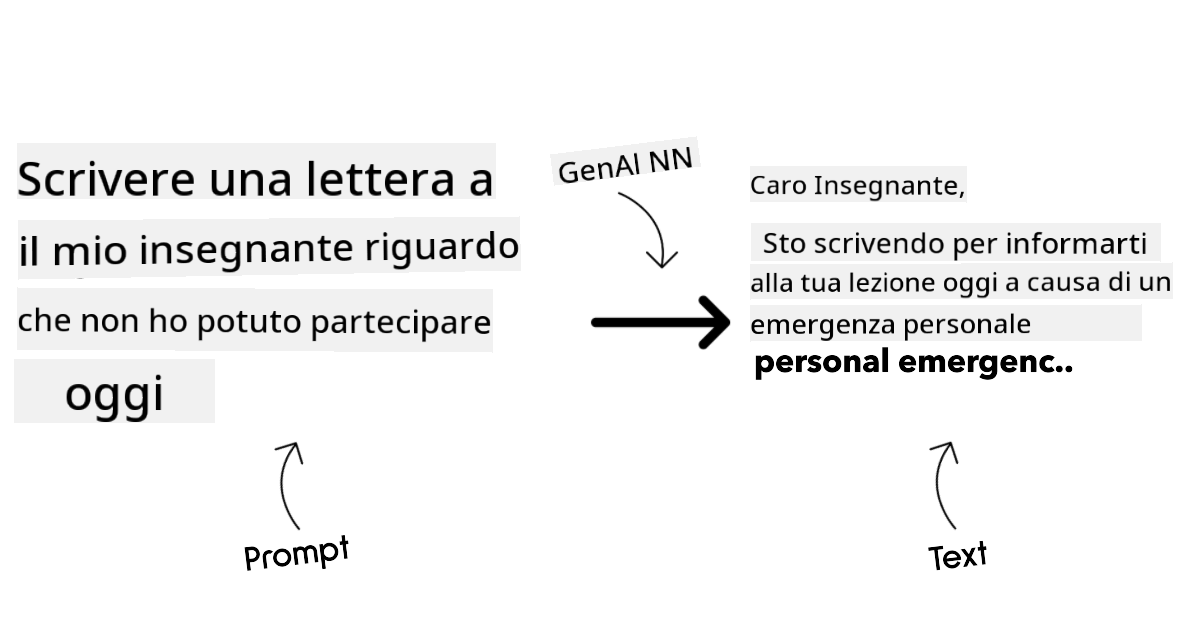 Scrivere una lettera a
il mio insegnante riguardo
che non ho potuto partecipare
oggi
Prompt
GenAI NN
Caro Insegnante,
Sto scrivendo per informarti
alla tua lezione oggi a causa di un
emergenza personale
personal emergenc..
Text